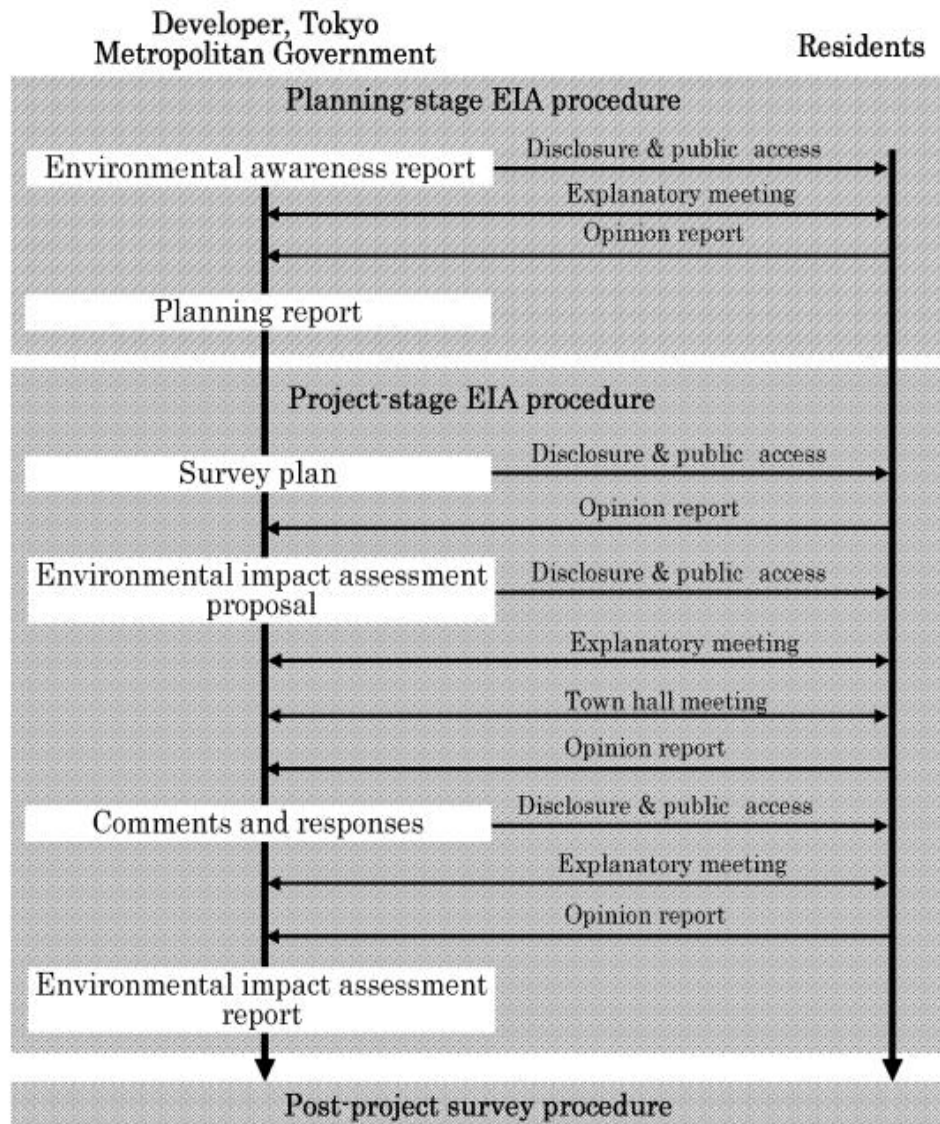 Developer, Tokyo
Metropolitan Government
Residents
Planning-stage EIA procedure
Disclosure & public access
Environmental awareness report
Explanatory meeting
Opinion report
Planning report
Project-stage EIA procedure
Disclosure & public access
Survey plan
Opinion report
Environmental impact assessment
proposal
Disclosure & public access
Explanatory meeting
Town hall meeting
Opinion report
Disclosure & public access
Comments and responses
Explanatory meeting
Opinion report
Environmental impact assessment
report
Post-project survey procedure